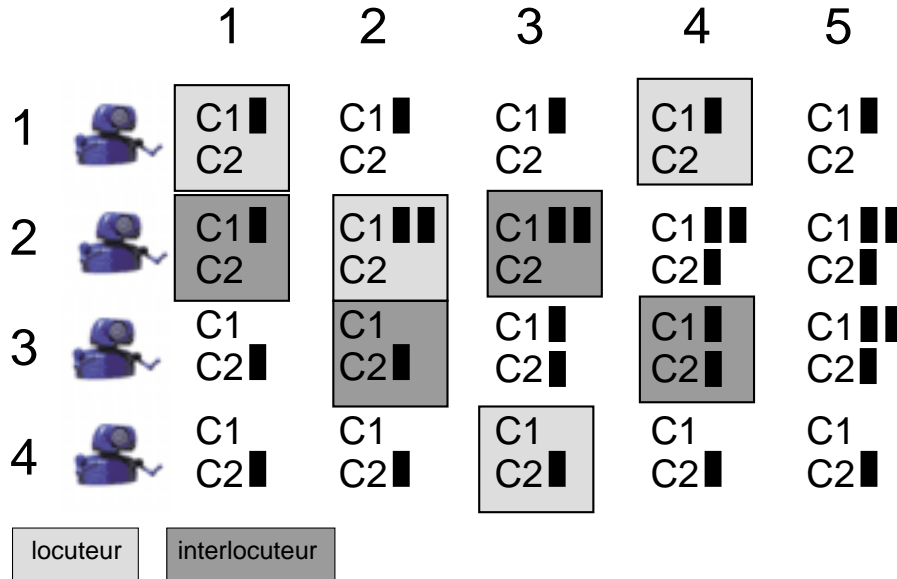 1 2 3 4 5
1 C1 C1 C1 C1 C1
C2 C2 C2 C2 C2
2 C1 C1 C1 C1 C1
C2 C2 C2 C2 C2
3 C1 C1 C1 C1 C1
C2 C2 C2 C2 C2
4 C1 C1 C1 C1 C1
C2 C2 C2 C2 C2
locuteur interlocuteur